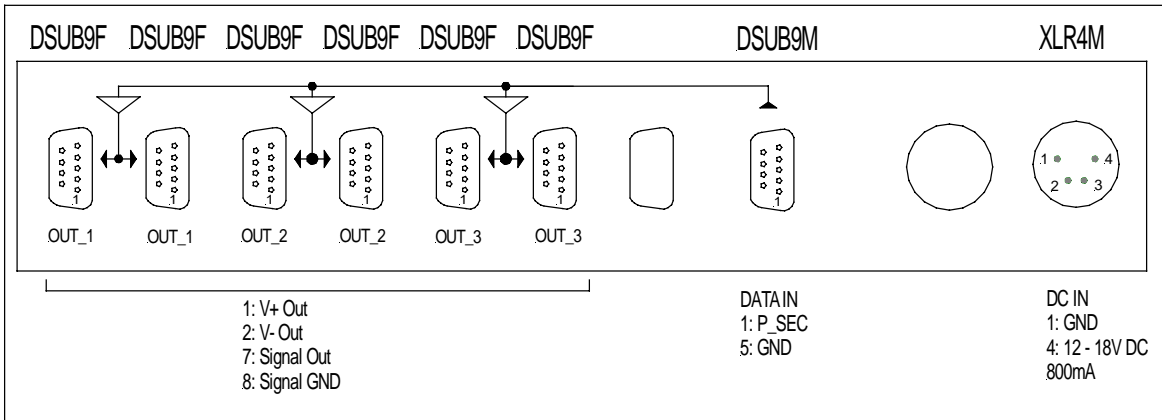 DSUB9F DSUB9F DSUB9F DSUB9F DSUB9F DSUB9F DSUB9M XLR4M
1 1 1 1 1 1 1 1 4
2 3
OUT_1 OUT_1 OUT_2 OUT_2 OUT_3 OUT_3
1: V+ Out
2: V- Out
7: Signal Out
8: Signal GND
DATA IN
1: P_SEC
5: GND
DC IN
1: GND
4: 12 - 18V DC
800mA